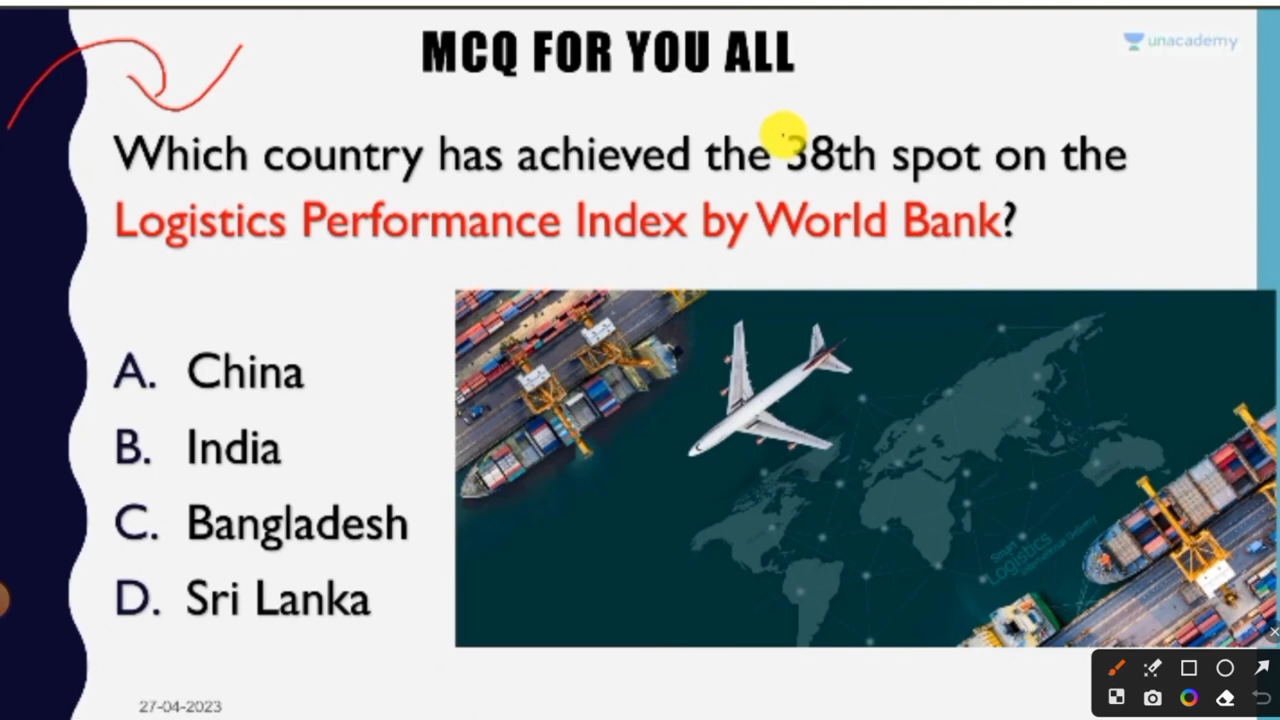 MCQ FOR YOU ALL
unacademy
Which country has achieved the 38th spot on the
Logistics Performance Index by World Bank?
A. China
B. India
C. Bangladesh
D. Sri Lanka
Logistics
27-04-2023